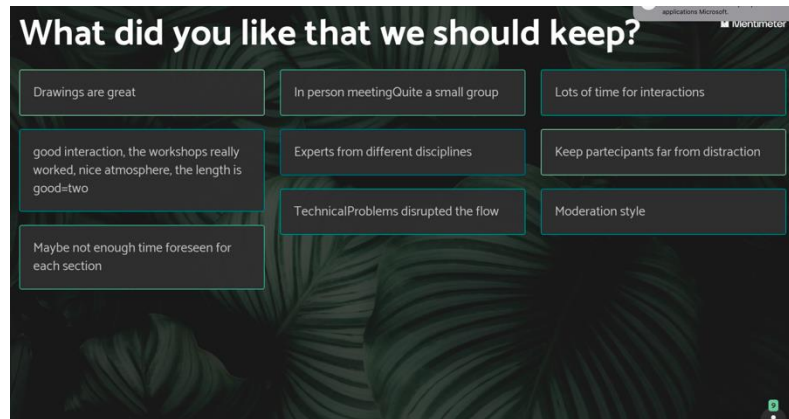 applications Microsoft.
What did you like that we should keep?
Mentimeter
Drawings are great
In person meetingQuite a small group
Lots of time for interactions
good interaction, the workshops really
worked, nice atmosphere, the length is
good=two
Experts from different disciplines
Keep partecipants far from distraction
TechnicalProblems disrupted the flow
Moderation style
Maybe not enough time foreseen for
each section
9